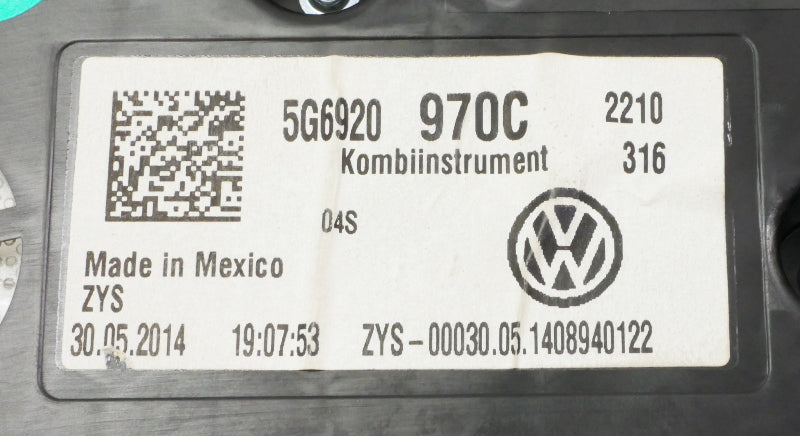 5G6920 970C 2210
Kombiinstrument 316
04S
Made in Mexico
ZYS
30.05.2014 19:07:53 ZYS-00030.05.1408940122